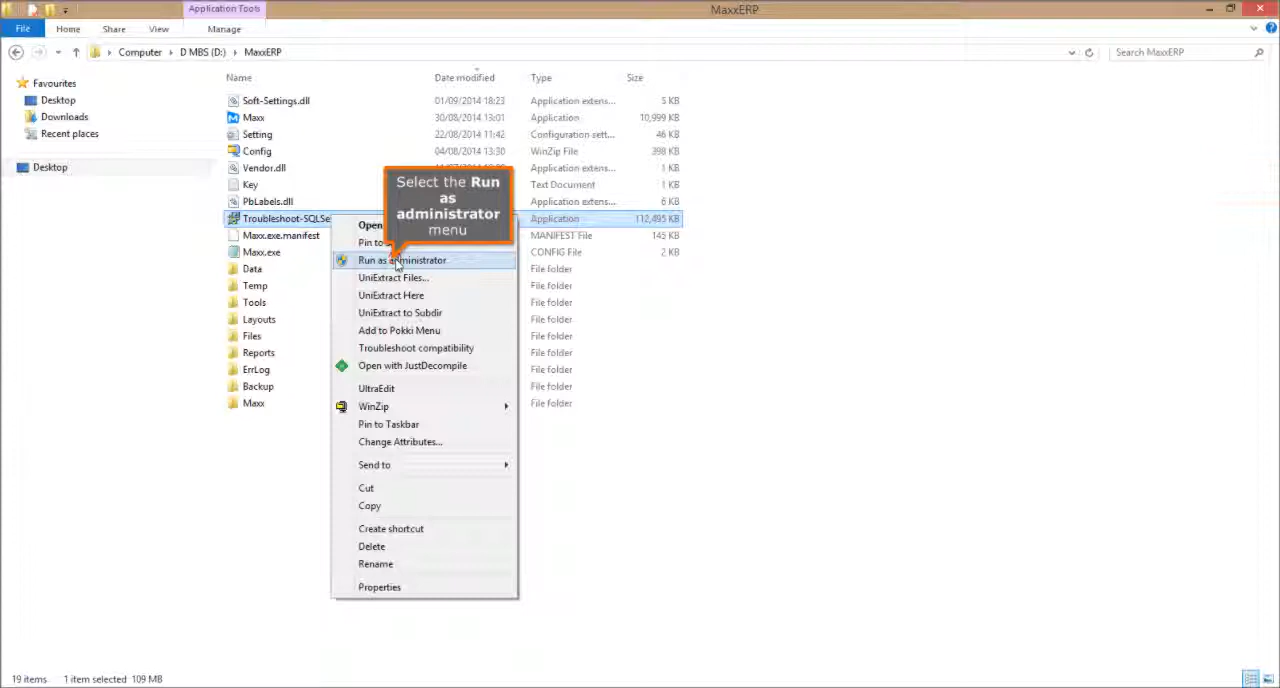 Application Tools
MaxxERP
File Home Share View Manage
Computer D MBS (D:) MaxxERP
Search MaxxERP
Favourites
Desktop
Downloads
Recent places
Desktop
Name Date modified Type Size
Soft-Settings.dll 01/09/2014 18:23 Application extens... 5 KB
Maxx 30/08/2014 13:01 Application 10,999 KB
Setting 22/08/2014 11:42 Configuration sett... 46 KB
Config 04/08/2014 13:30 WinZip File 398 KB
Vendor.dll Application extens... 1 KB
Key Text Document 1 KB
PbLabels.dll Application extens... 6 KB
Troubleshoot-SQLSe Application 112,495 KB
Maxx.exe.manifest MANIFEST File 145 KB
Maxx.exe CONFIG File 2 KB
Data File folder
Temp File folder
Tools File folder
Layouts File folder
Files File folder
Reports File folder
ErrLog File folder
Backup File folder
Maxx File folder
Select the Run
as
administrator
menu
Open
Pin to
Run as administrator
UniExtract Files...
UniExtract Here
UniExtract to Subdir
Add to Pokki Menu
Troubleshoot compatibility
Open with JustDecompile
UltraEdit
WinZip
Pin to Taskbar
Change Attributes...
Send to
Cut
Copy
Create shortcut
Delete
Rename
Properties
19 items 1 item selected 109 MB